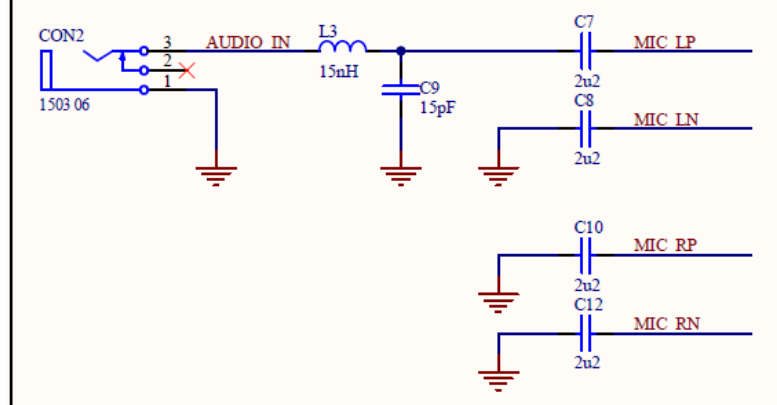 CON2
3
AUDIO_IN
L3
15nH
2
1
1503 06
C9
15pF
C7
2u2
MIC_LP
C8
2u2
MIC_LN
C10
2u2
MIC_RP
C12
2u2
MIC_RN